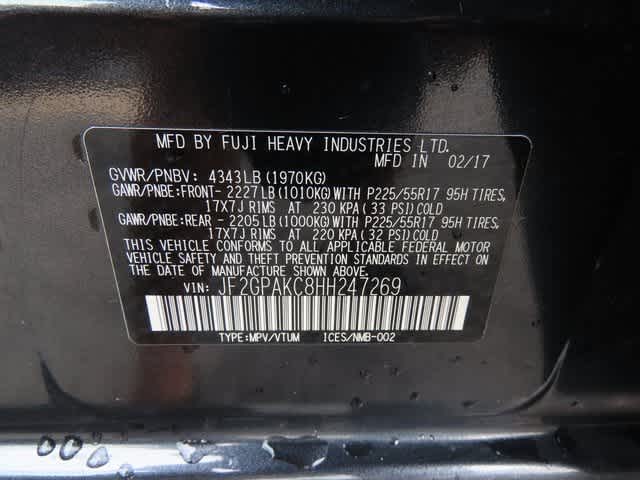 MFD BY FUJI HEAVY INDUSTRIES LTD.
MFD IN 02/17
GVWR/PNBV: 4343LB(1970KG)
GAWR/PNBE:FRONT- 2227LB(1010KG)WITH P225/55R17 95H TIRES,
17X7J RIMS AT 230 KPA(33 PSI)COLD
GAWR/PNBE:REAR - 2205LB(1000KG)WITH P225/55R17 95H TIRES,
17X7J RIMS AT 220 KPA(32 PSI)COLD
THIS VEHICLE CONFORMS TO ALL APPLICABLE FEDERAL MOTOR
VEHICLE SAFETY AND THEFT PREVENTION STANDARDS IN EFFECT
ON THE DATE OF MANUFACTURE SHOWN ABOVE.
VIN: JF2GPAKC8HH247269
TYPE:MPV/VTUM ICES/NMB-002